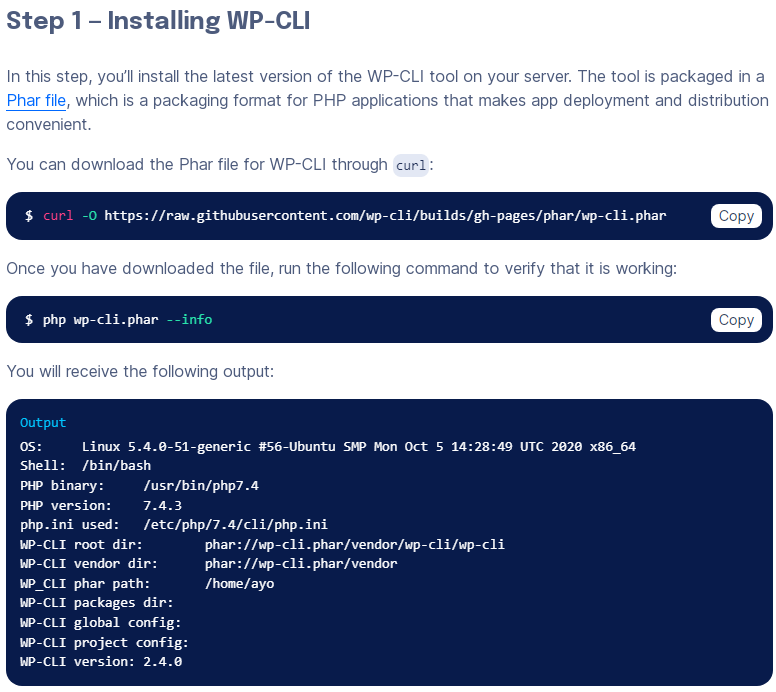 Step 1 – Installing WP-CLI
In this step, you’ll install the latest version of the WP-CLI tool on your server. The tool is packaged in a
Phar file, which is a packaging format for PHP applications that makes app deployment and distribution
convenient.
You can download the Phar file for WP-CLI through curl:
$ curl -O https://raw.githubusercontent.com/wp-cli/builds/gh-pages/phar/wp-cli.phar Copy
Once you have downloaded the file, run the following command to verify that it is working:
$ php wp-cli.phar --info Copy
You will receive the following output:
Output
OS: Linux 5.4.0-51-generic #56-Ubuntu SMP Mon Oct 5 14:28:49 UTC 2020 x86_64
Shell: /bin/bash
PHP binary: /usr/bin/php7.4
PHP version: 7.4.3
php.ini used: /etc/php/7.4/cli/php.ini
WP-CLI root dir: phar://wp-cli.phar/vendor/wp-cli/wp-cli
WP-CLI vendor dir: phar://wp-cli.phar/vendor
WP_CLI phar path: /home/ayo
WP-CLI packages dir:
WP-CLI global config:
WP-CLI project config:
WP-CLI version: 2.4.0